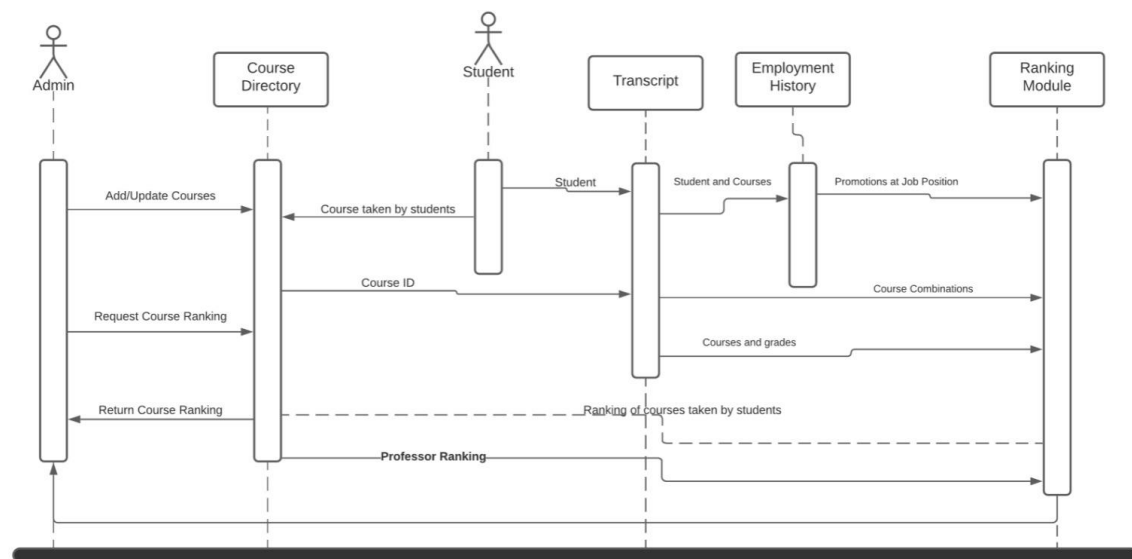 Admin
Course
Directory
Student
Transcript
Employment
History
Ranking
Module
Add/Update Courses
Course taken by students
Student
Student and Courses
Promotions at Job Position
Course ID
Course Combinations
Request Course Ranking
Courses and grades
Return Course Ranking
Ranking of courses taken by students
Professor Ranking